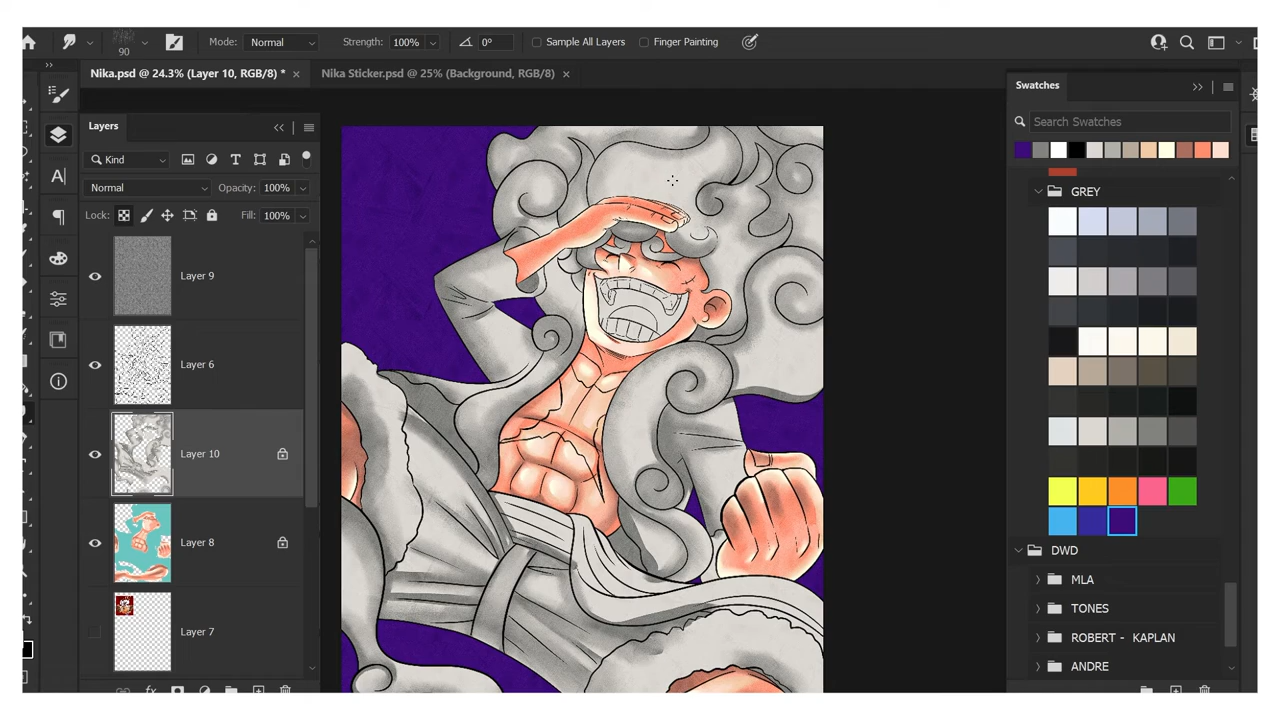 90
Mode: Normal
Strength: 100%
0°
Sample All Layers
Finger Painting
Nika.psd @ 24.3% (Layer 10, RGB/8) *
Nika Sticker.psd @ 25% (Background, RGB/8)
Layers
Kind
Normal
Opacity: 100%
Lock:
Fill: 100%
Layer 9
Layer 6
Layer 10
Layer 8
Layer 7
Swatches
Search Swatches
GREY
DWD
MLA
TONES
ROBERT - KAPLAN
ANDRE